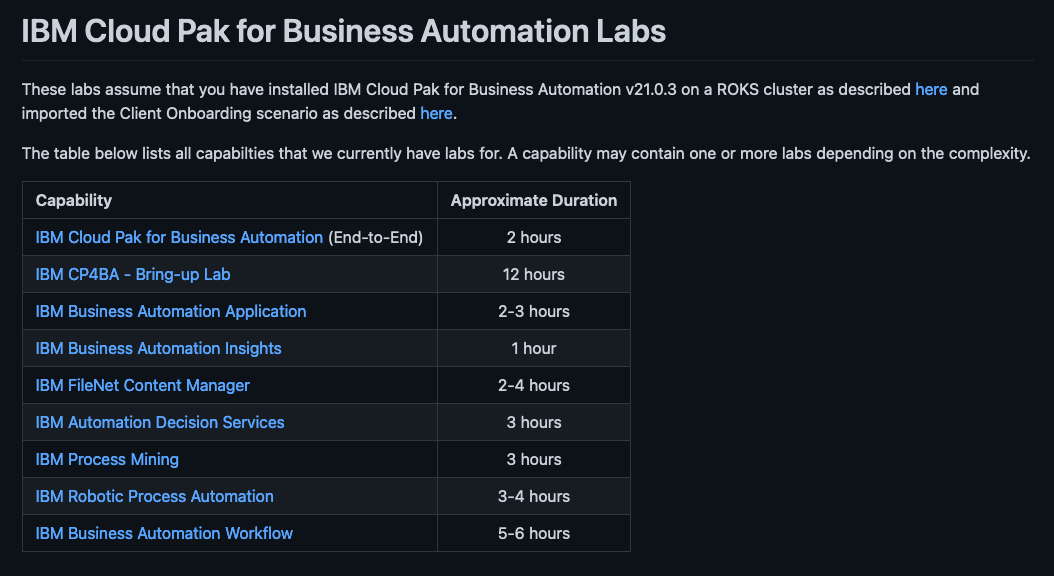 IBM Cloud Pak for Business Automation Labs
These labs assume that you have installed IBM Cloud Pak for Business Automation v21.0.3 on a ROKS cluster as described here and
imported the Client Onboarding scenario as described here.
The table below lists all capabilties that we currently have labs for. A capability may contain one or more labs depending on the complexity.
Capability Approximate Duration
IBM Cloud Pak for Business Automation (End-to-End) 2 hours
IBM CP4BA - Bring-up Lab 12 hours
IBM Business Automation Application 2-3 hours
IBM Business Automation Insights 1 hour
IBM FileNet Content Manager 2-4 hours
IBM Automation Decision Services 3 hours
IBM Process Mining 3 hours
IBM Robotic Process Automation 3-4 hours
IBM Business Automation Workflow 5-6 hours